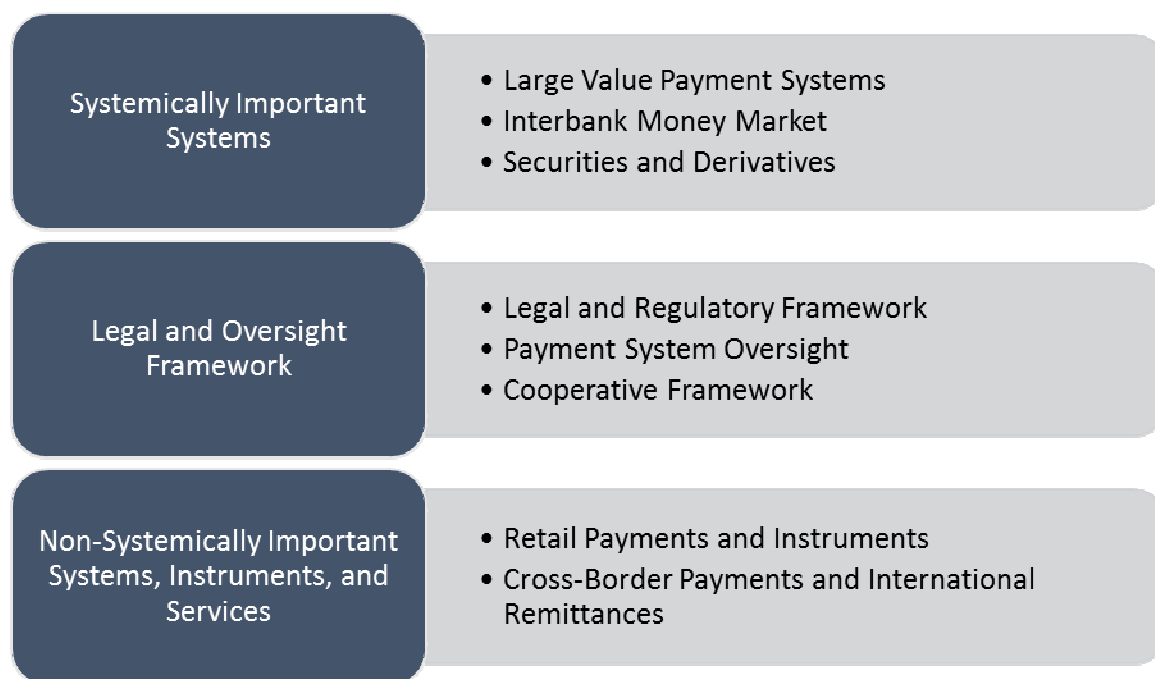 Systemically Important
Systems
• Large Value Payment Systems
• Interbank Money Market
• Securities and Derivatives
Legal and Oversight
Framework
• Legal and Regulatory Framework
• Payment System Oversight
• Cooperative Framework
Non-Systemically Important
Systems, Instruments, and
Services
• Retail Payments and Instruments
• Cross-Border Payments and International
Remittances